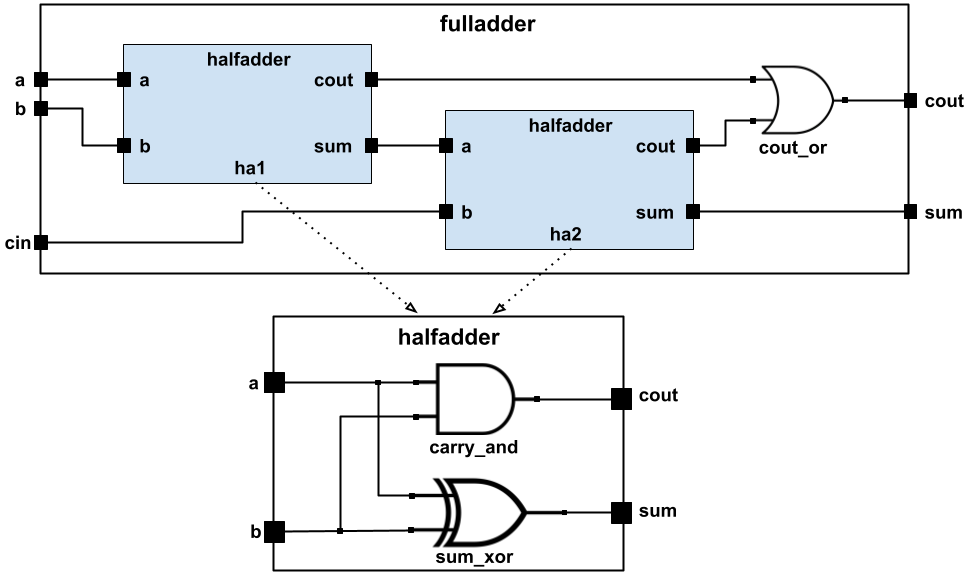 fulladder
halfadder
a
a
cout
b
b
sum
ha1
halfadder
a
cout
b
sum
ha2
cout_or
cout
sum
cin
halfadder
a
cout
carry_and
b
sum
sum_xor